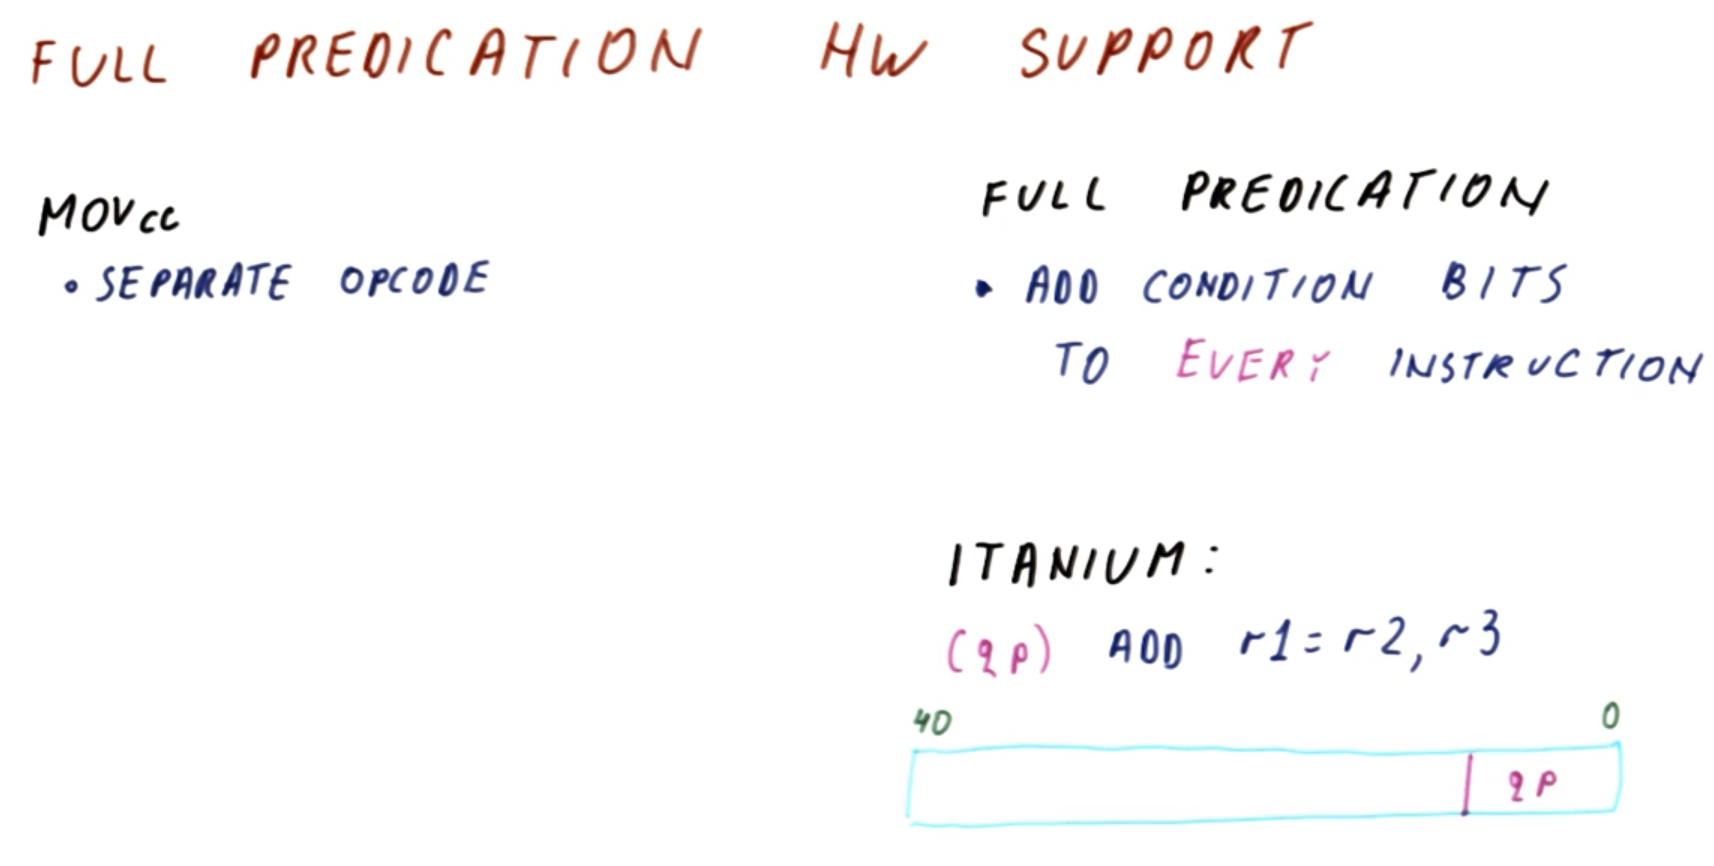 FULL PREDICATION HW SUPPORT
MOVcc
• SEPARATE OPCODE
FULL PREDICATION
• ADD CONDITION BITS
TO EVERY INSTRUCTION
ITANIUM:
(qp) ADD r1=r2,r3
40 0
qp